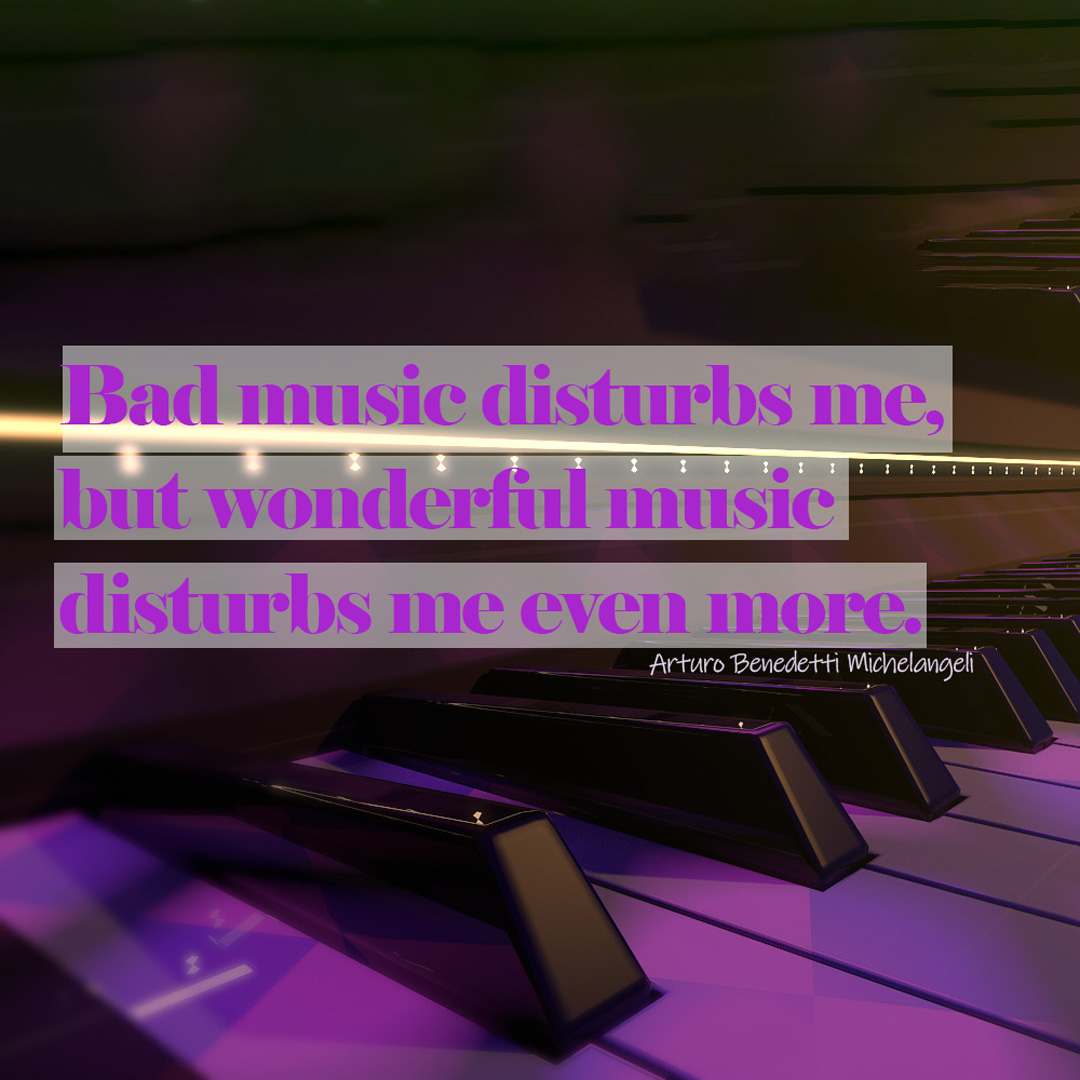 Bad music disturbs me,
but wonderful music
disturbs me even more.
Arturo Benedetti Michelangeli